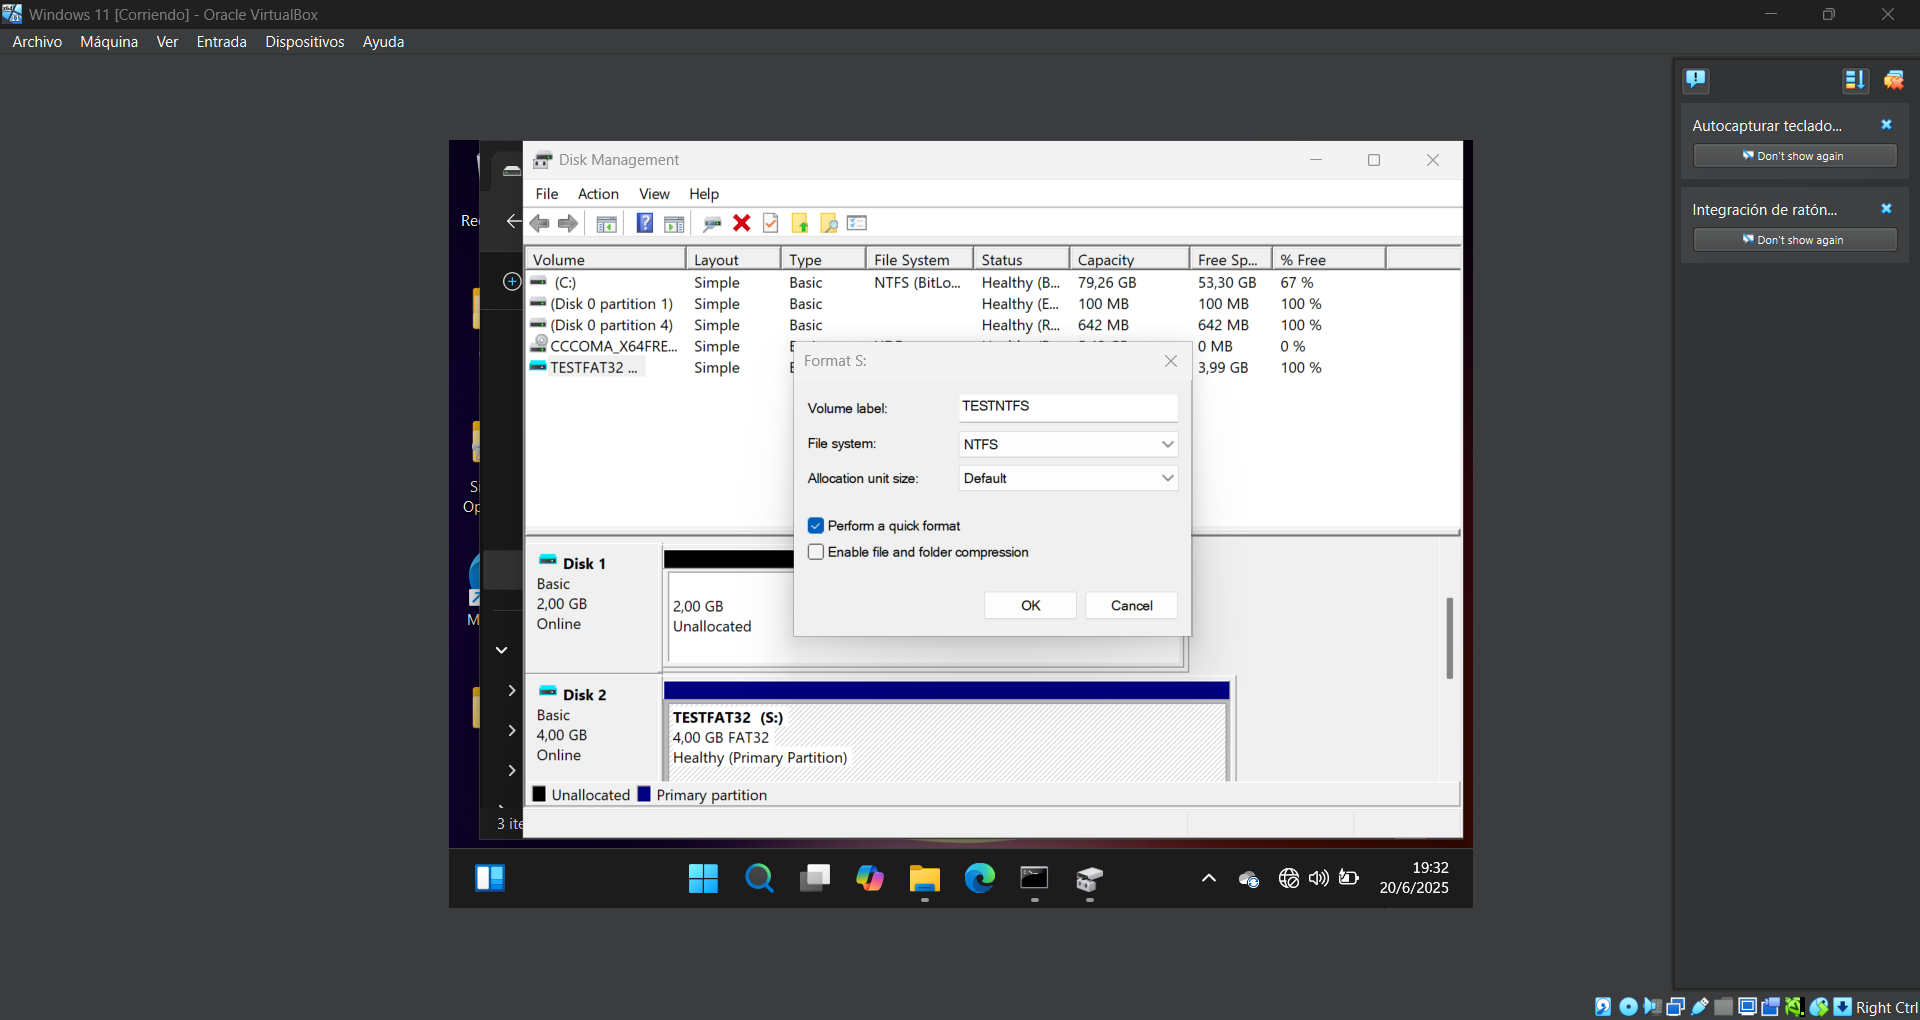 Windows 11 [Corriendo] - Oracle VirtualBox
Archivo Máquina Ver Entrada Dispositivos Ayuda
Autocapturar teclado...
Don't show again
Integración de ratón...
Don't show again
Disk Management
File Action View Help
Volume Layout Type File System Status Capacity Free Sp... % Free
(C:) Simple Basic NTFS (BitLo... Healthy (B... 79,26 GB 53,30 GB 67 %
(Disk 0 partition 1) Simple Basic Healthy (E... 100 MB 100 MB 100 %
(Disk 0 partition 4) Simple Basic Healthy (R... 642 MB 642 MB 100 %
CCCOMA_X64FRE... Simple 0 MB 0 %
TESTFAT32 ... Simple 3,99 GB 100 %
Format S:
Volume label: TESTNTFS
File system: NTFS
Allocation unit size: Default
Perform a quick format
Enable file and folder compression
OK Cancel
Disk 1
Basic
2,00 GB
Online
2,00 GB
Unallocated
Disk 2
Basic
4,00 GB
Online
TESTFAT32 (S:)
4,00 GB FAT32
Healthy (Primary Partition)
Unallocated Primary partition
3 ite
19:32
20/6/2025
Right Ctrl